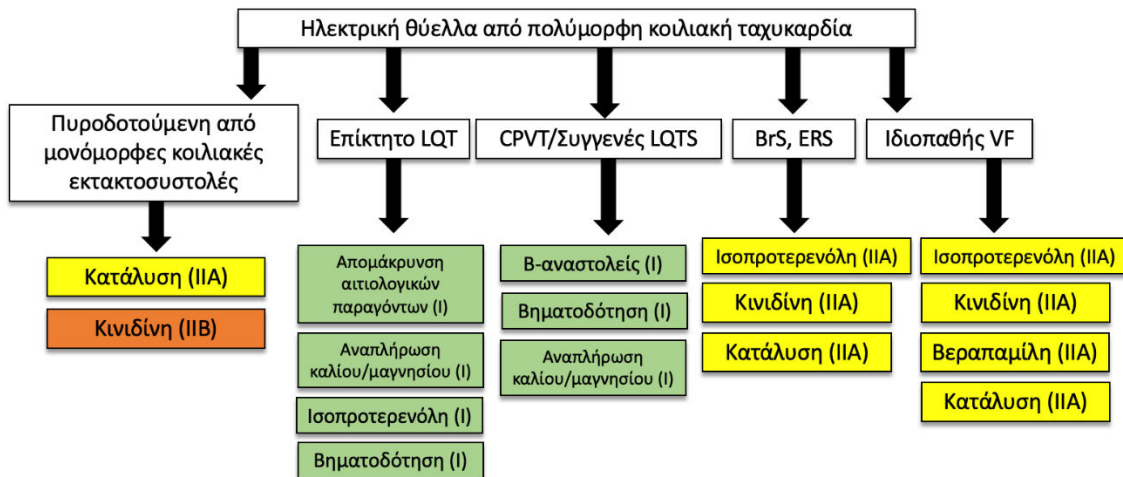 Ηλεκτρική θύελλα από πολύμορφη κοιλιακή ταχυκαρδία
Πυροδοτούμενη από
μονόμορφες κοιλιακές
εκτακτοσυστολές
Επίκτητο LQT
CPVT/Συγγενές LQTS
BrS, ERS
Ιδιοπαθής VF
Κατάλυση (IIA)
Κινιδίνη (IIB)
Απομάκρυνση
αιτιολογικών
παραγόντων (I)
Αναπλήρωση
καλίου/μαγνησίου (I)
Ισοπροτερενόλη (I)
Βηματοδότηση (I)
Β-αναστολείς (I)
Βηματοδότηση (I)
Αναπλήρωση
καλίου/μαγνησίου (I)
Ισοπροτερενόλη (IIA)
Κινιδίνη (IIA)
Κατάλυση (IIA)
Ισοπροτερενόλη (IIA)
Κινιδίνη (IIA)
Βεραπαμίλη (IIA)
Κατάλυση (IIA)